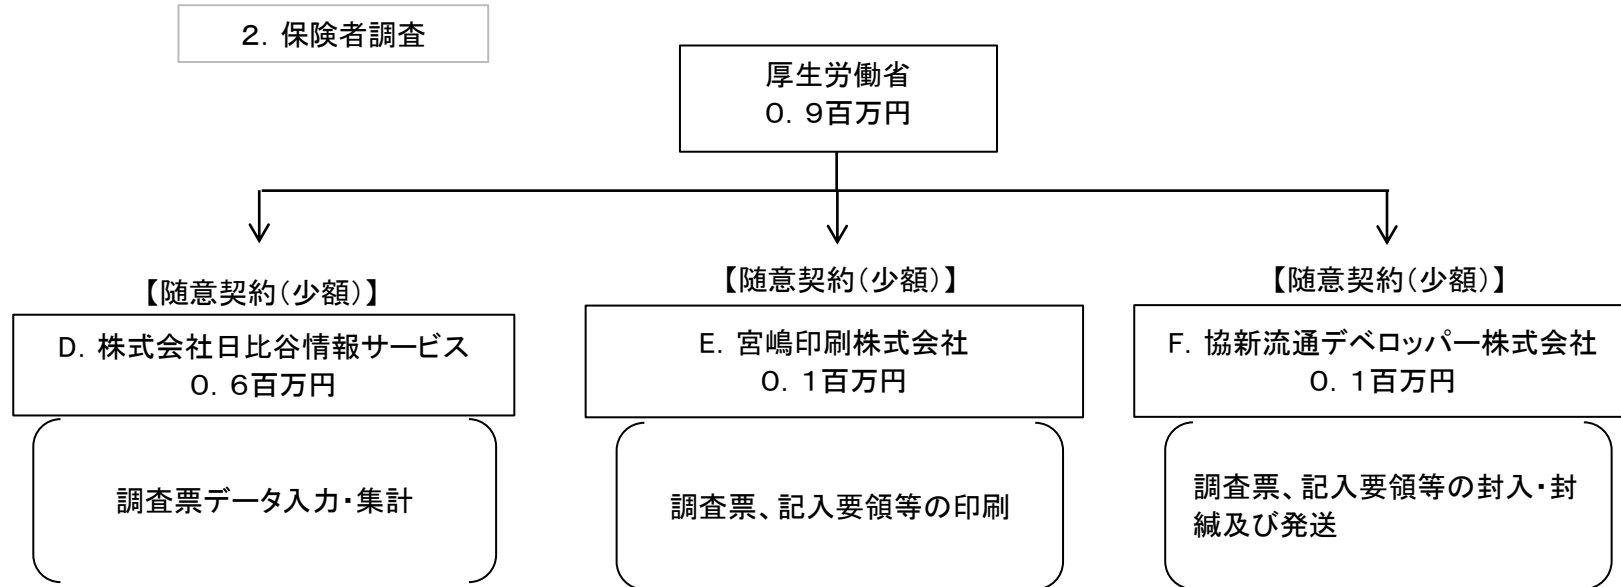 ２．保険者調査
厚生労働省
０．９百万円
【随意契約（少額）】
D．株式会社日比谷情報サービス
０．６百万円
調査票データ入力・集計
【随意契約（少額）】
E．宮嶋印刷株式会社
０．１百万円
調査票、記入要領等の印刷
【随意契約（少額）】
F．協新流通デベロッパー株式会社
０．１百万円
調査票、記入要領等の封入・封
緘及び発送